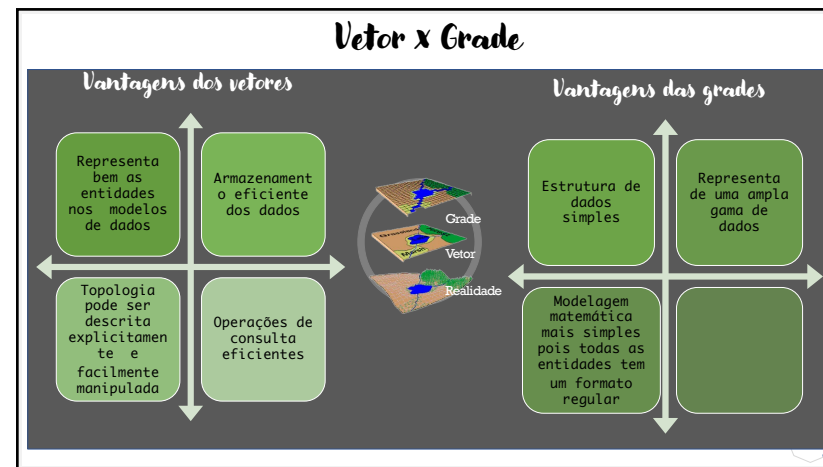 Vetor x Grade
Vantagens dos vetores
Representa
bem as
entidades
nos modelos
de dados
Armazenament
o eficiente
dos dados
Topologia
pode ser
descrita
explicitamen
te e
facilmente
manipulada
Operações de
consulta
eficientes
Grade
Vetor
Realidade
Vantagens das grades
Estrutura de
dados
simples
Representa
de uma ampla
gama de
dados
Modelagem
matemática
mais simples
pois todas as
entidades tem
um formato
regular